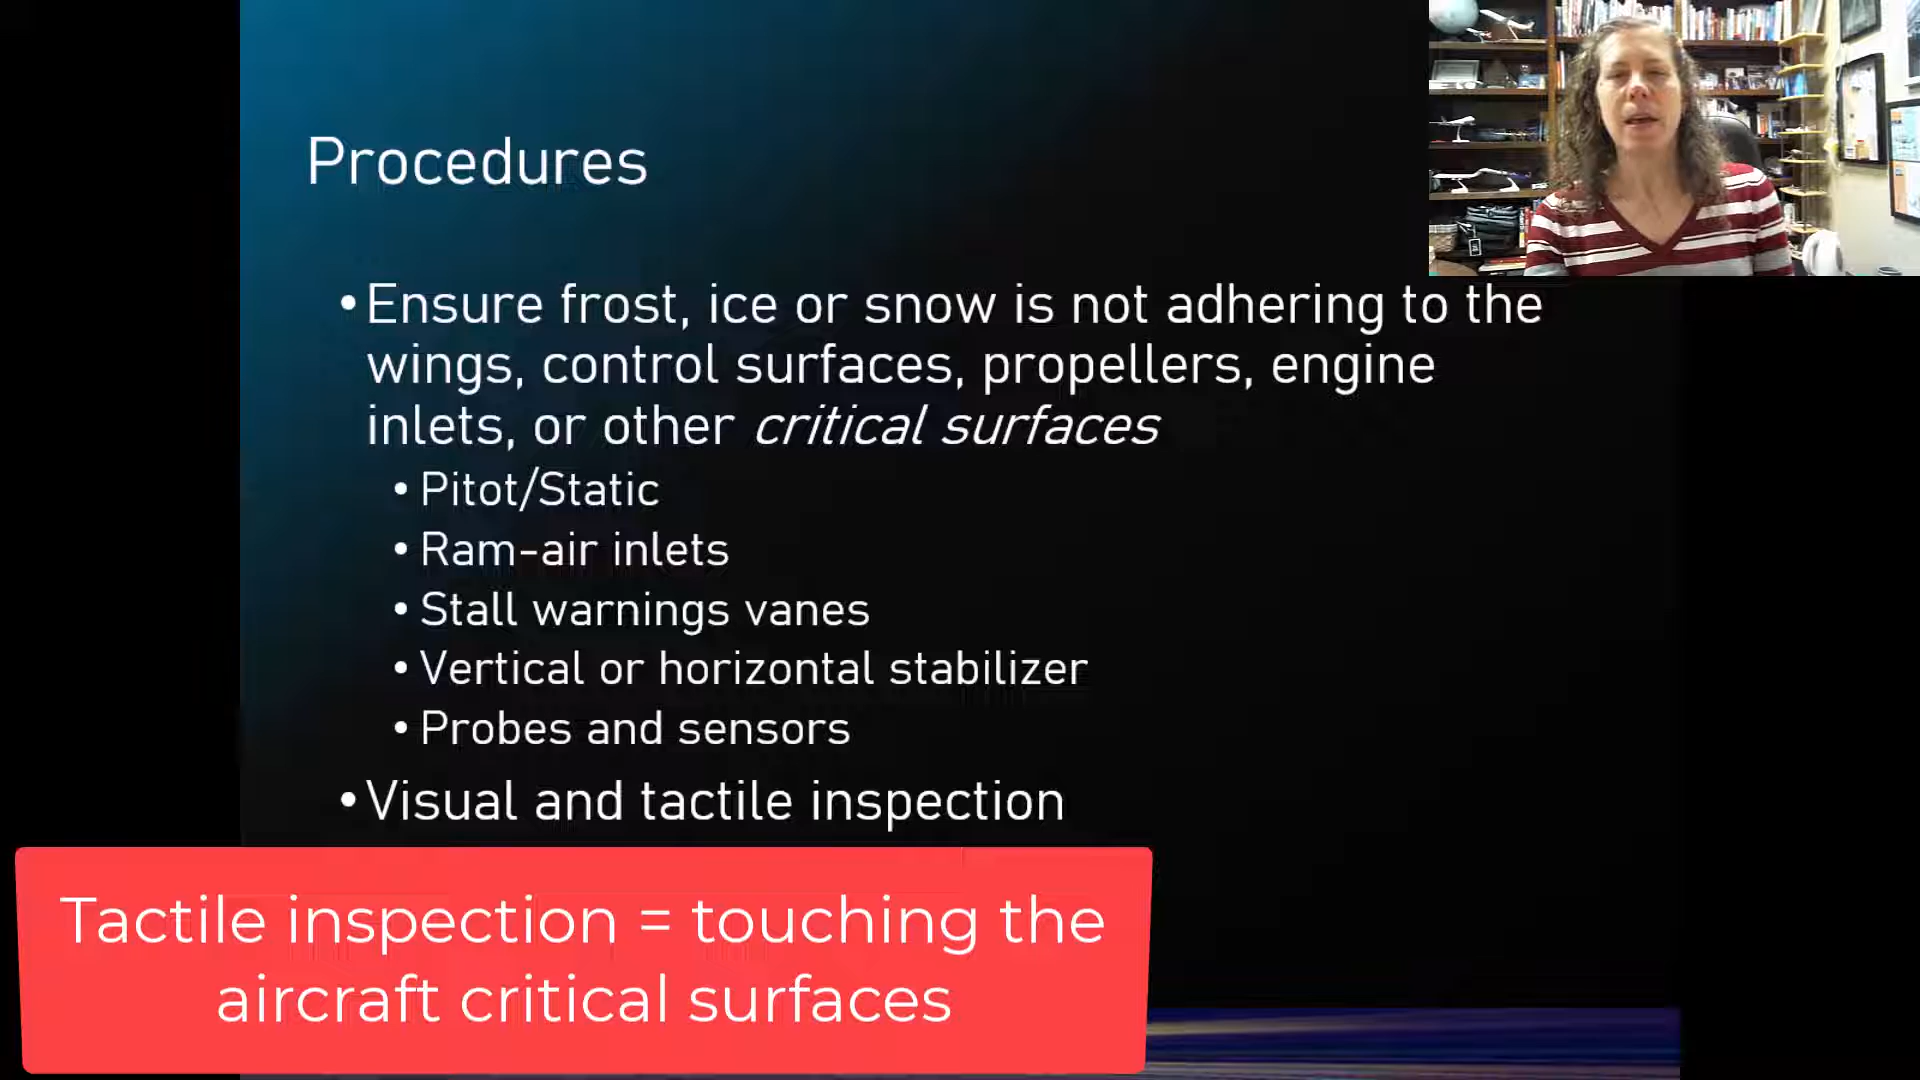 Procedures
• Ensure frost, ice or snow is not adhering to the
wings, control surfaces, propellers, engine
inlets, or other critical surfaces
• Pitot/Static
• Ram-air inlets
• Stall warnings vanes
• Vertical or horizontal stabilizer
• Probes and sensors
• Visual and tactile inspection
Tactile inspection = touching the
aircraft critical surfaces